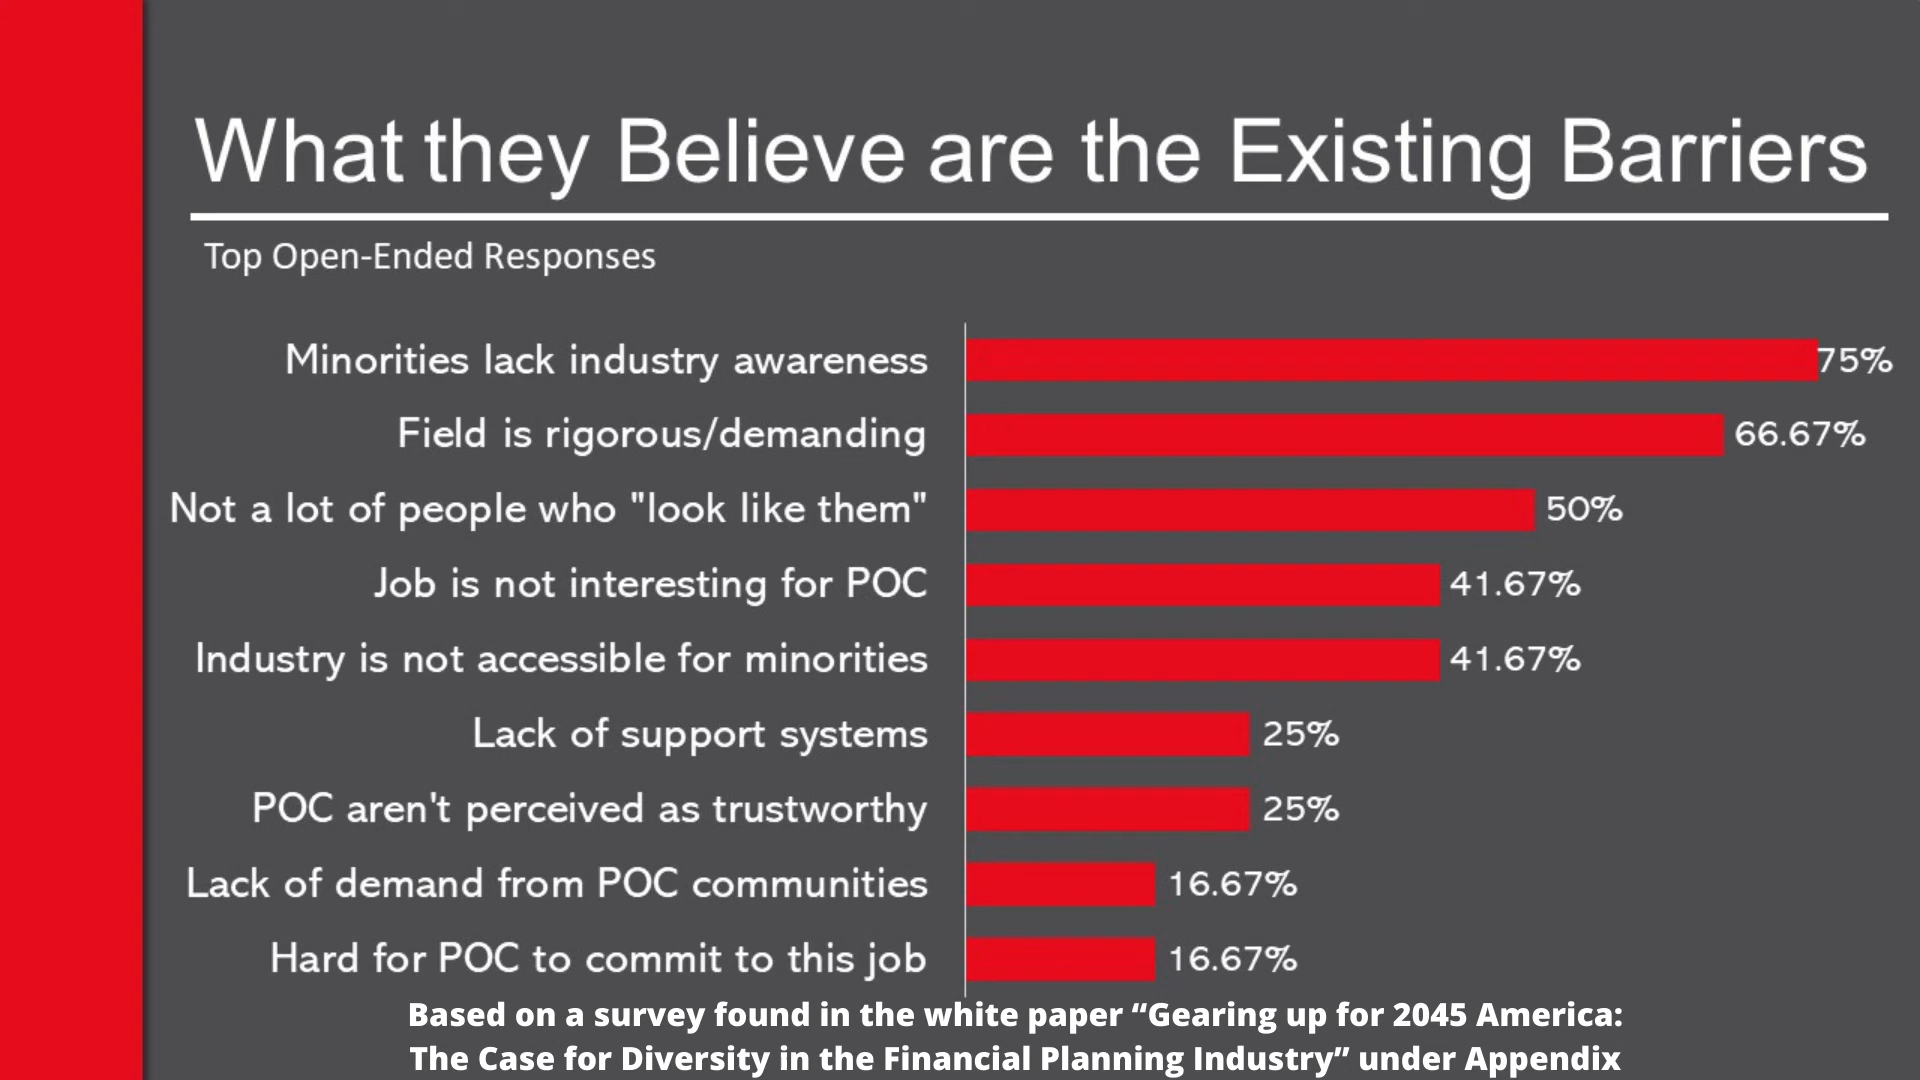 What they Believe are the Existing Barriers
Top Open-Ended Responses
Minorities lack industry awareness 75%
Field is rigorous/demanding 66.67%
Not a lot of people who "look like them" 50%
Job is not interesting for POC 41.67%
Industry is not accessible for minorities 41.67%
Lack of support systems 25%
POC aren't perceived as trustworthy 25%
Lack of demand from POC communities 16.67%
Hard for POC to commit to this job 16.67%
Based on a survey found in the white paper “Gearing up for 2045 America:
The Case for Diversity in the Financial Planning Industry” under Appendix